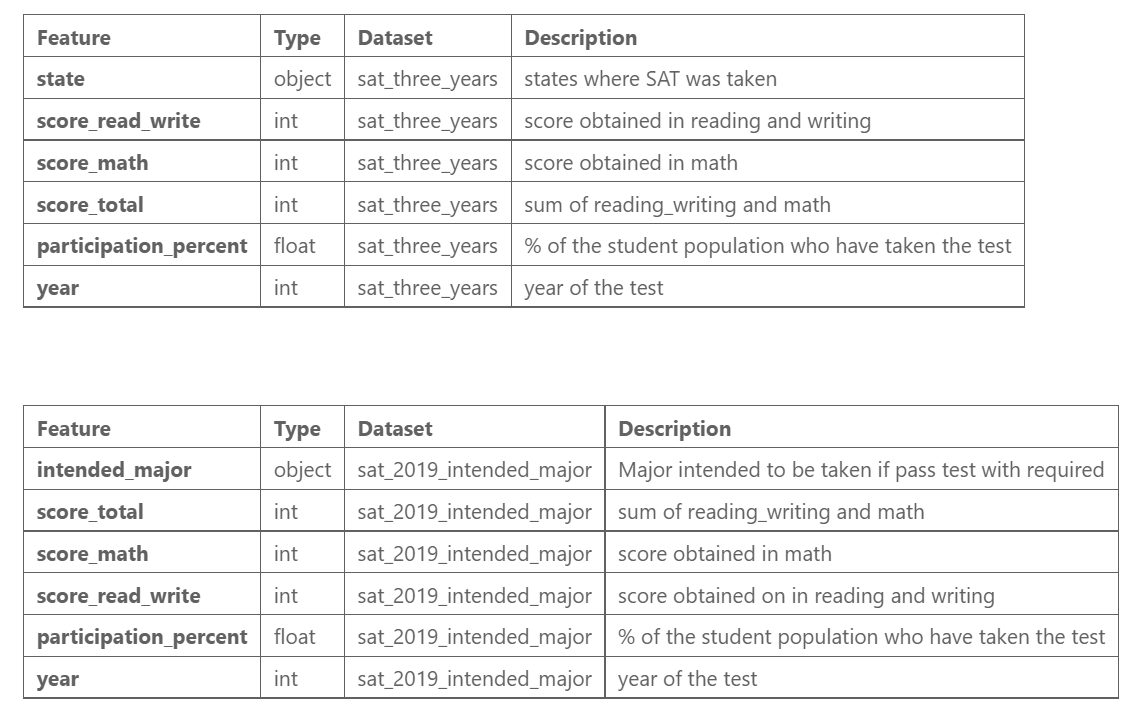 Feature Type Dataset Description
state object sat_three_years states where SAT was taken
score_read_write int sat_three_years score obtained in reading and writing
score_math int sat_three_years score obtained in math
score_total int sat_three_years sum of reading_writing and math
participation_percent float sat_three_years % of the student population who have taken the test
year int sat_three_years year of the test
Feature Type Dataset Description
intended_major object sat_2019_intended_major Major intended to be taken if pass test with required
score_total int sat_2019_intended_major sum of reading_writing and math
score_math int sat_2019_intended_major score obtained in math
score_read_write int sat_2019_intended_major score obtained on in reading and writing
participation_percent float sat_2019_intended_major % of the student population who have taken the test
year int sat_2019_intended_major year of the test